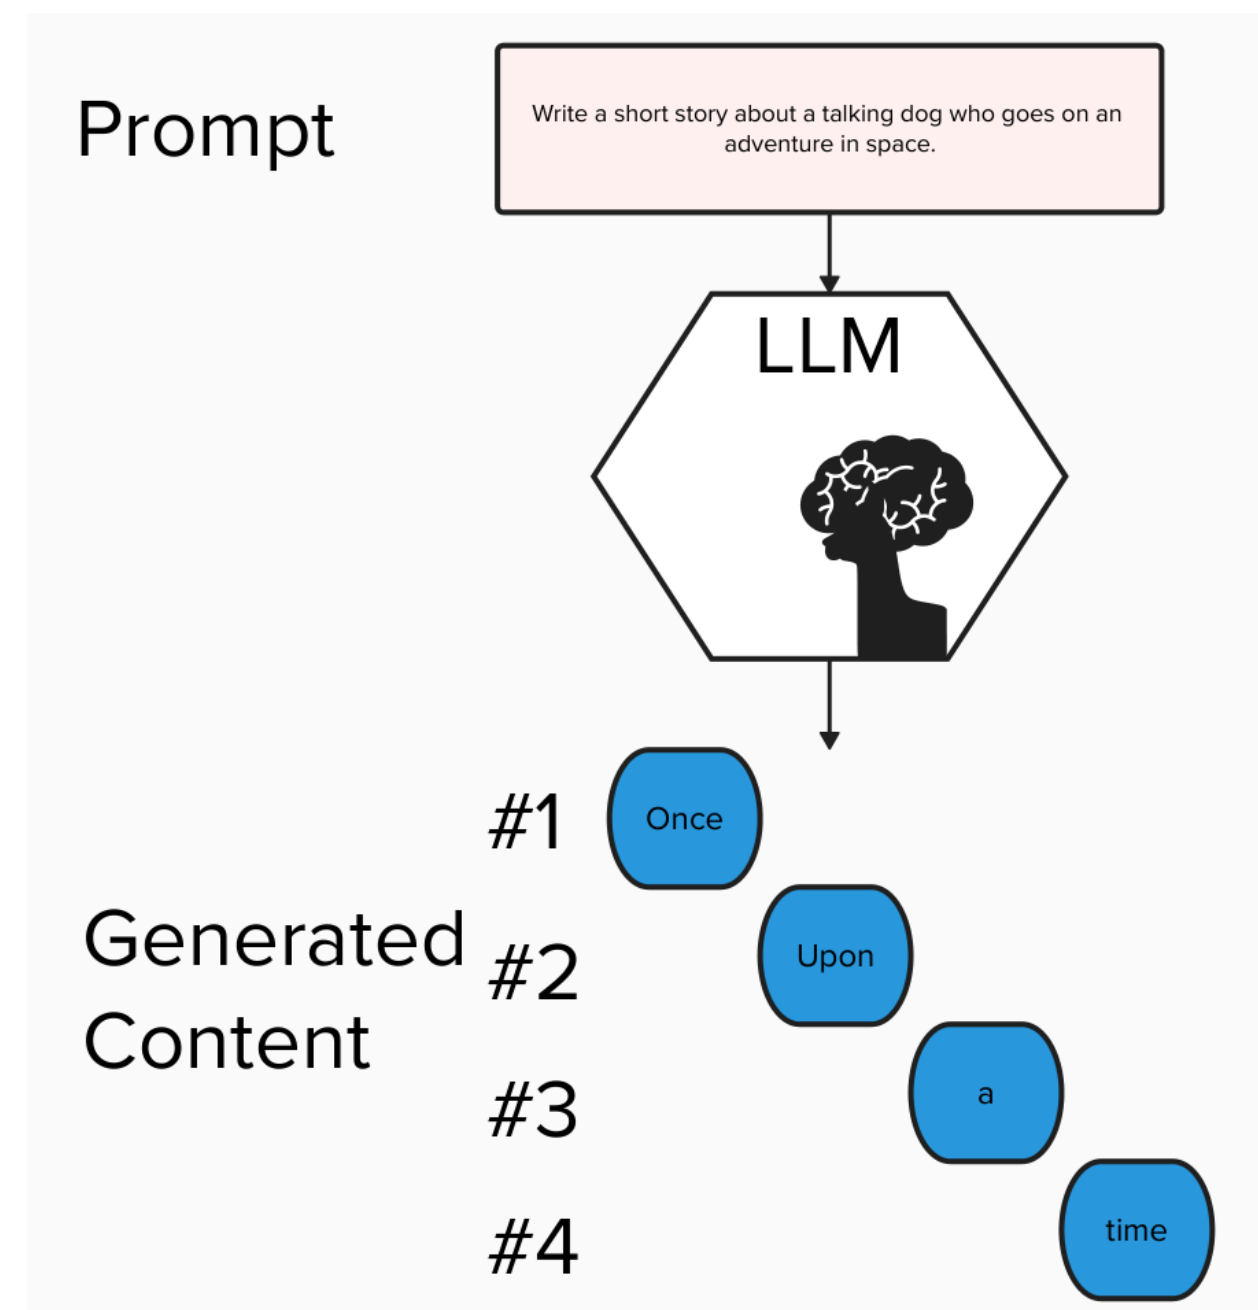 Prompt
Write a short story about a talking dog who goes on an
adventure in space.
LLM
Generated
Content
#1
Once
#2
Upon
#3
a
#4
time